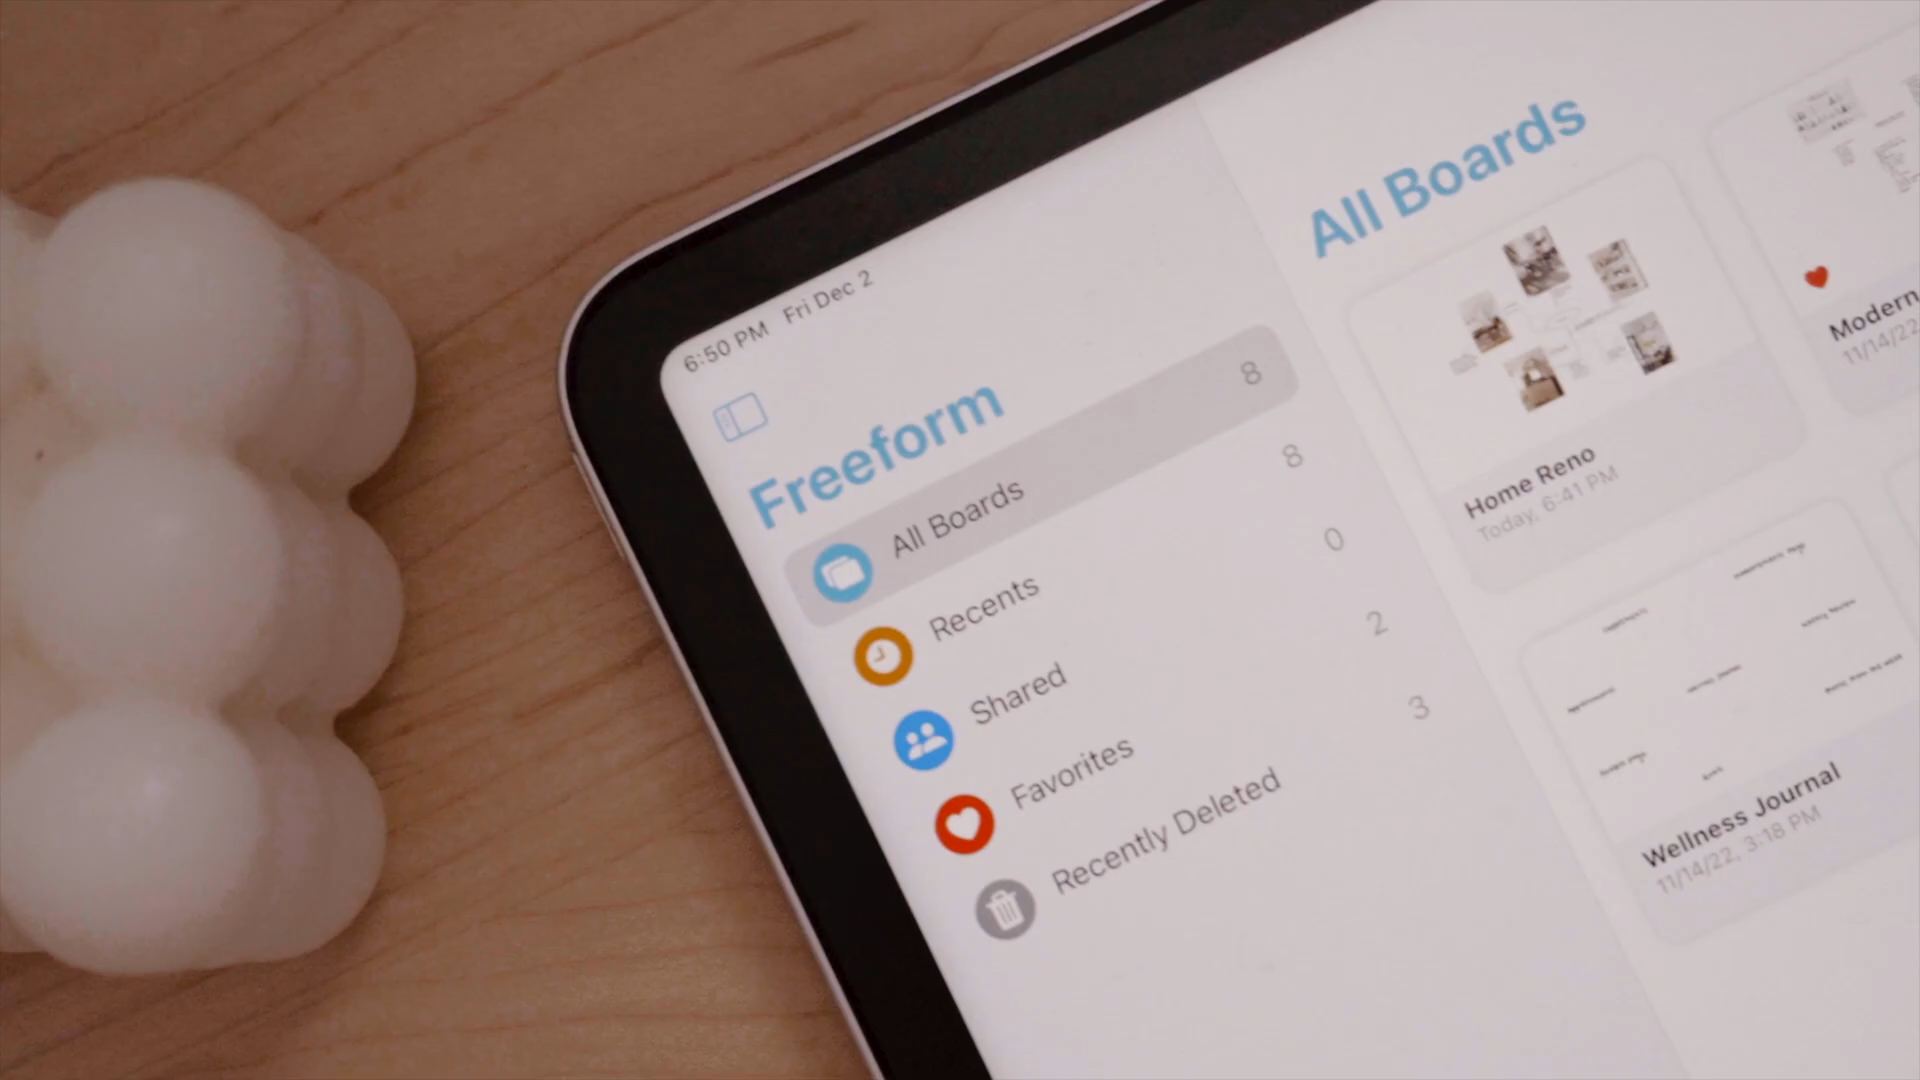 6:50 PM Fri Dec 2
Freeform
All Boards 8
Recents 8
Shared 0
Favorites 2
Recently Deleted 3
All Boards
Home Reno
Today, 6:41 PM
Modern
11/14/22
Wellness Journal
11/14/22, 3:18 PM